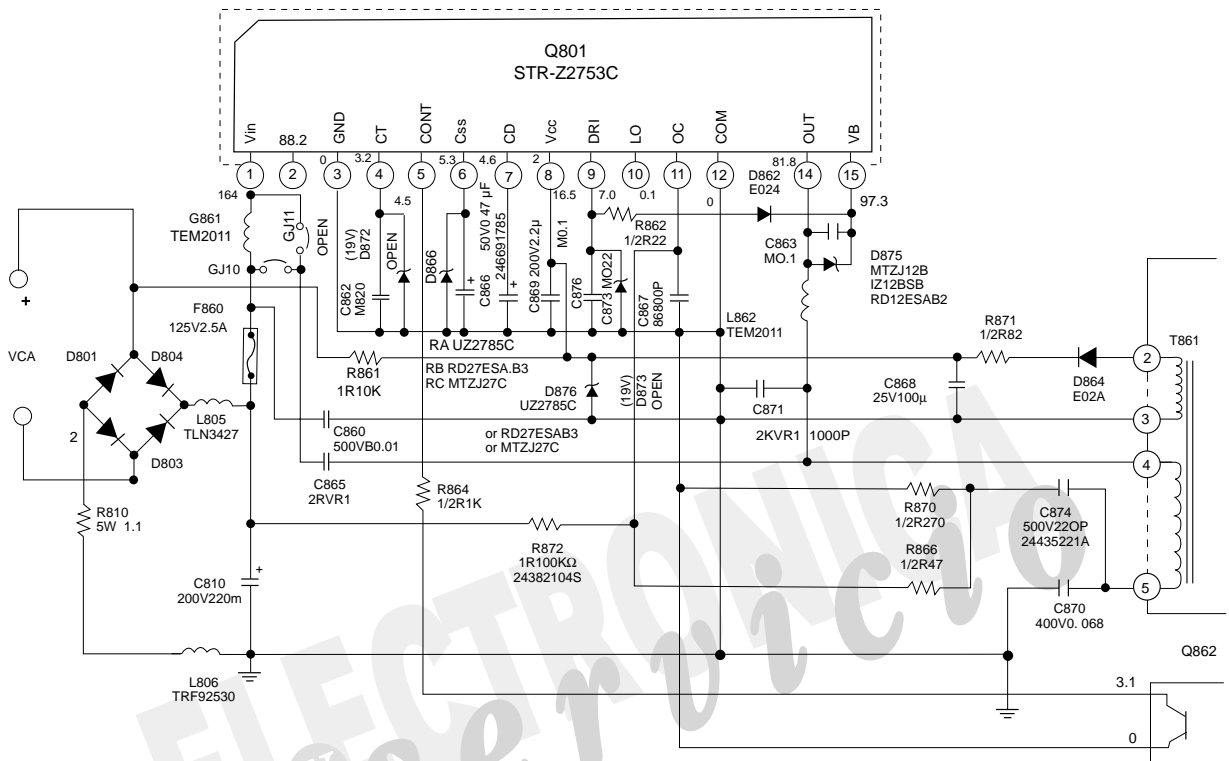 Q801
STR-Z2753C
Vin
88.2
GND
CT
CONT
Css
CD
Vcc
DRI
LO
OC
COM
OUT
VB
0
3.2
5.3
4.6
2
81.8
1
2
3
4
5
6
7
8
9
10
11
12
14
15
164
4.5
16.5
7.0
0.1
0
97.3
D862
E024
G861
TEM2011
GJ11
OPEN
GJ10
(19V)
D872
OPEN
C862
M820
D866
C866
50V0 47 µF
246691785
C869 200V2.2µ
M0.1
C876
C873 MO22
C867
86800P
R862
1/2R22
C863
MO.1
D875
MTZJ12B
IZ12BSB
RD12ESAB2
L862
TEM2011
+
VCA
F860
125V2.5A
D801
D804
D803
2
L805
TLN3427
R861
1R10K
RA UZ2785C
RB RD27ESA.B3
RC MTZJ27C
D876
UZ2785C
or RD27ESAB3
or MTZJ27C
(19V)
D873
OPEN
R871
1/2R82
D864
E02A
T861
2
3
4
5
C868
25V100µ
C871
2KVR1 1000P
C860
500VB0.01
C865
2RVR1
R864
1/2R1K
R810
5W 1.1
R872
1R100KΩ
24382104S
R870
1/2R270
R866
1/2R47
C874
500V22OP
24435221A
C870
400V0. 068
C810
200V220m
+
L806
TRF92530
Q862
3.1
0
ELECTRONICA
y servicio